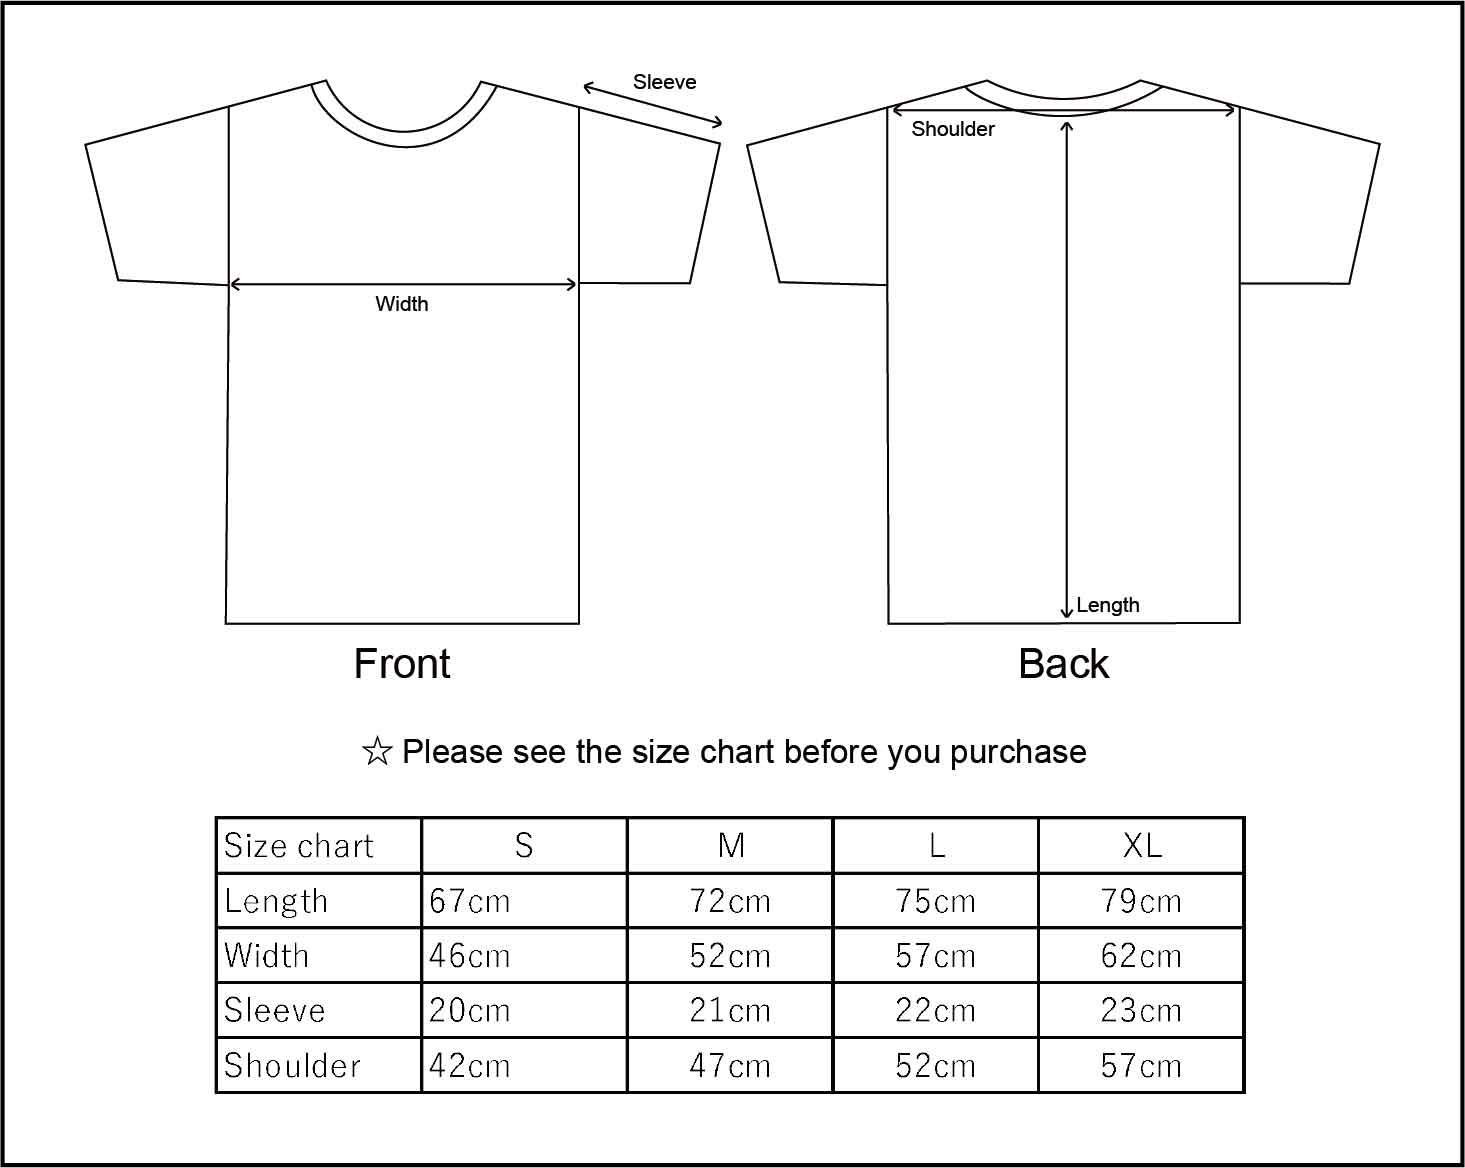 Sleeve
Shoulder
Width
Length
Front
Back
☆ Please see the size chart before you purchase
Size chart S M L XL
Length 67cm 72cm 75cm 79cm
Width 46cm 52cm 57cm 62cm
Sleeve 20cm 21cm 22cm 23cm
Shoulder 42cm 47cm 52cm 57cm